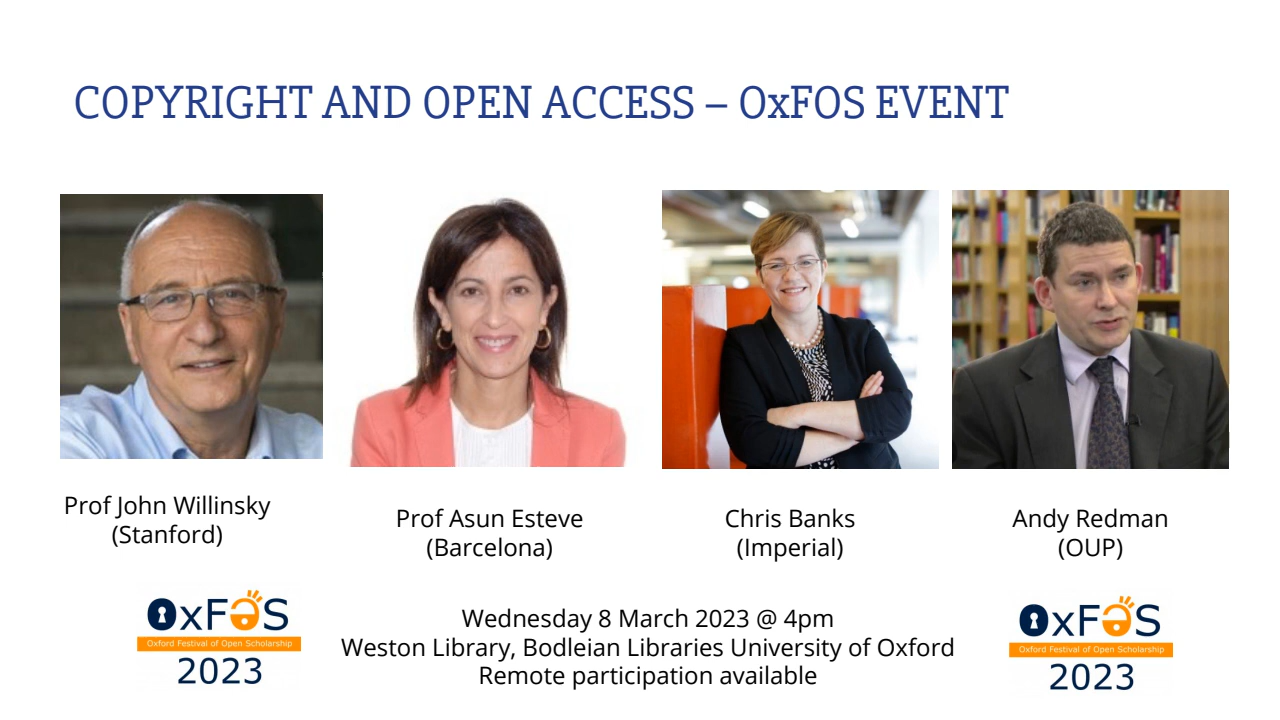 COPYRIGHT AND OPEN ACCESS – OxFOS EVENT
Prof John Willinsky
(Stanford)
Prof Asun Esteve
(Barcelona)
Chris Banks
(Imperial)
Andy Redman
(OUP)
OxFOS
Oxford Festival of Open Scholarship
2023
Wednesday 8 March 2023 @ 4pm
Weston Library, Bodleian Libraries University of Oxford
Remote participation available
OxFOS
Oxford Festival of Open Scholarship
2023